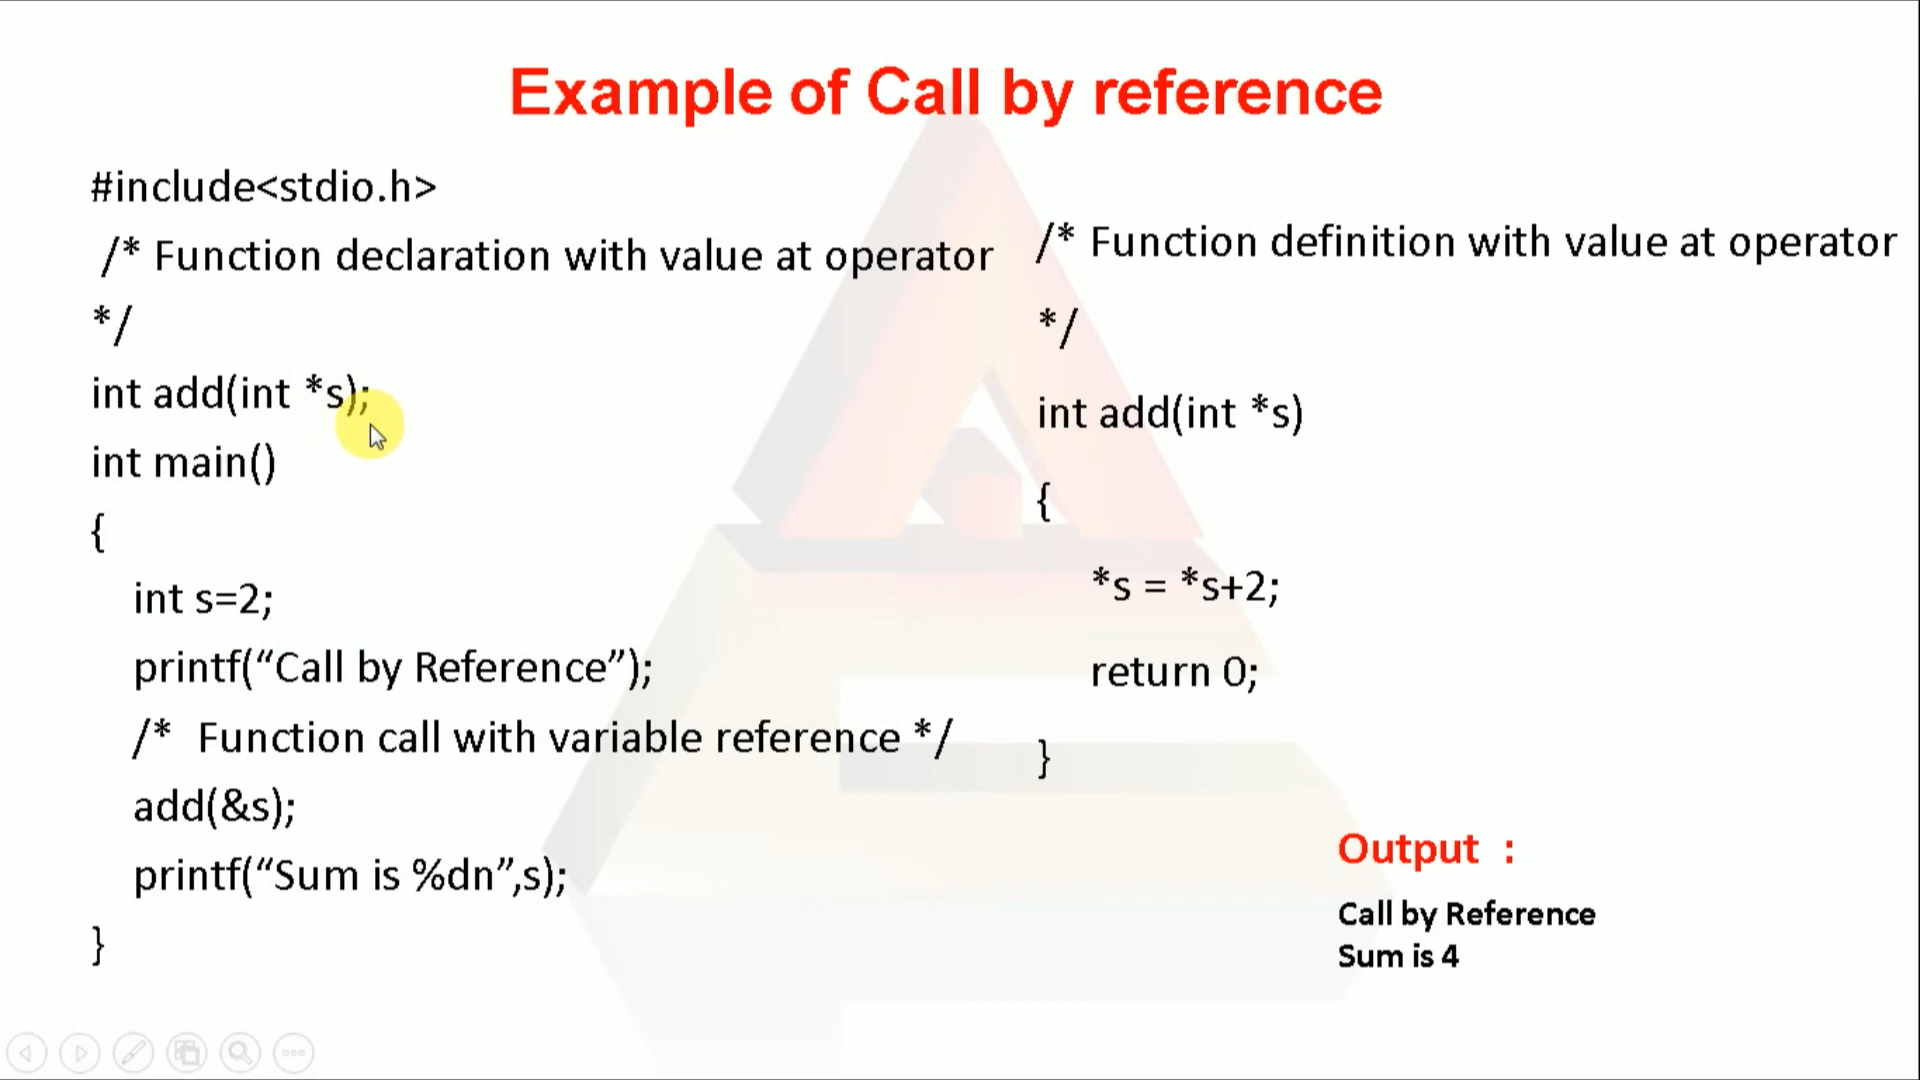 Example of Call by reference
#include<stdio.h>
/* Function declaration with value at operator
*/
int add(int *s);
int main()
{
int s=2;
printf(“Call by Reference”);
/* Function call with variable reference */
add(&s);
printf(“Sum is %dn”,s);
}
/* Function definition with value at operator
*/
int add(int *s)
{
*s = *s+2;
return 0;
}
Output :
Call by Reference
Sum is 4